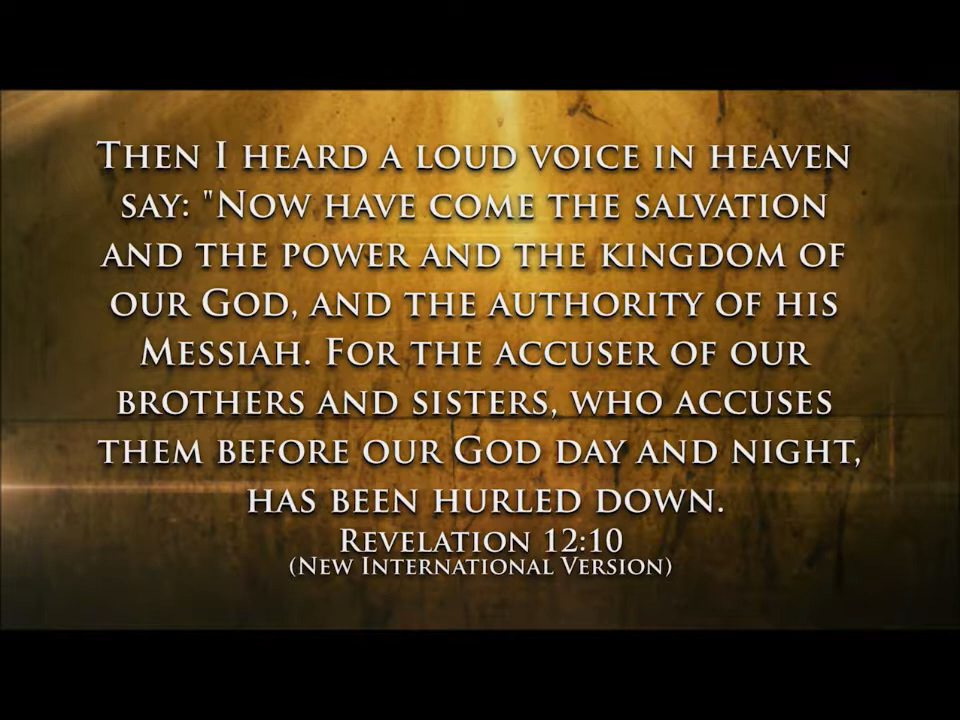 Then I heard a loud voice in heaven
say: "Now have come the salvation
and the power and the kingdom of
our God, and the authority of his
Messiah. For the accuser of our
brothers and sisters, who accuses
them before our God day and night,
has been hurled down.
Revelation 12:10
(New International Version)